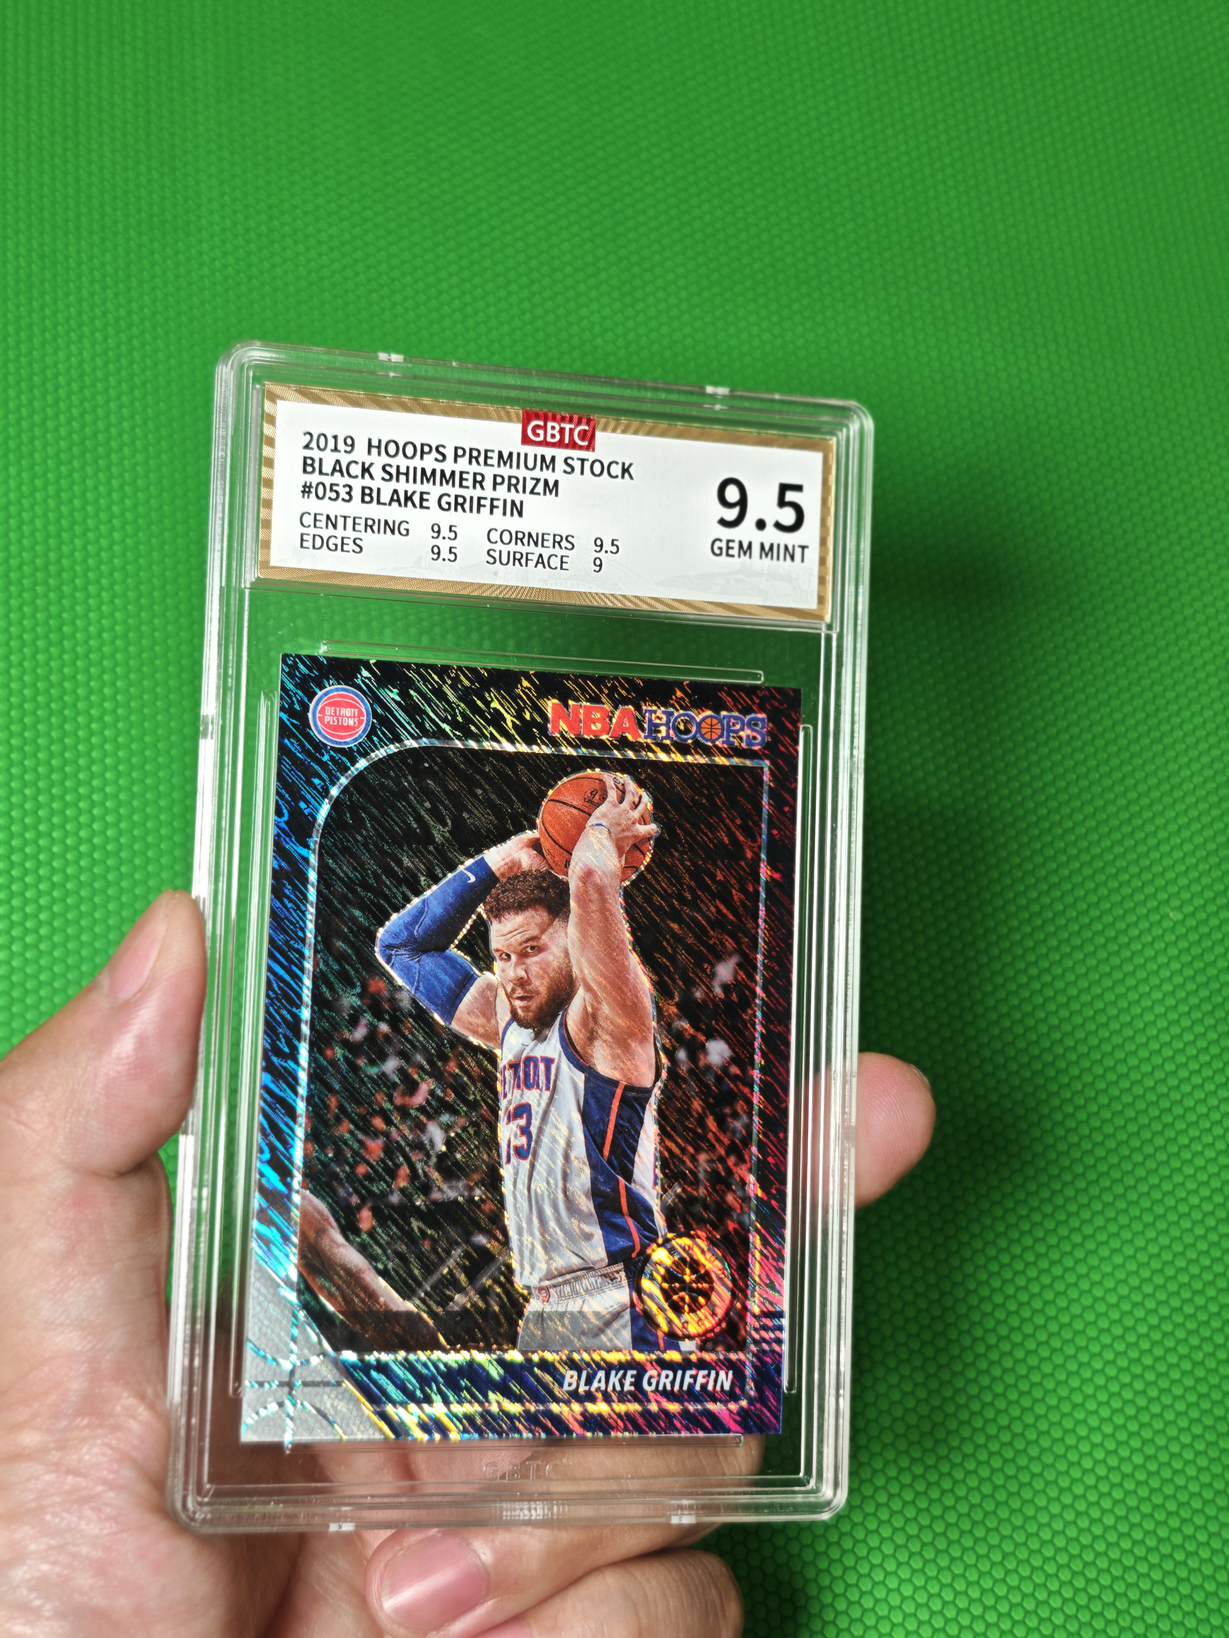 GBTC
2019 HOOPS PREMIUM STOCK
BLACK SHIMMER PRIZM
#053 BLAKE GRIFFIN
CENTERING 9.5 CORNERS 9.5
EDGES 9.5 SURFACE 9
9.5
GEM MINT
DETROIT
PISTONS
NBA HOOPS
23
BLAKE GRIFFIN
GBTC